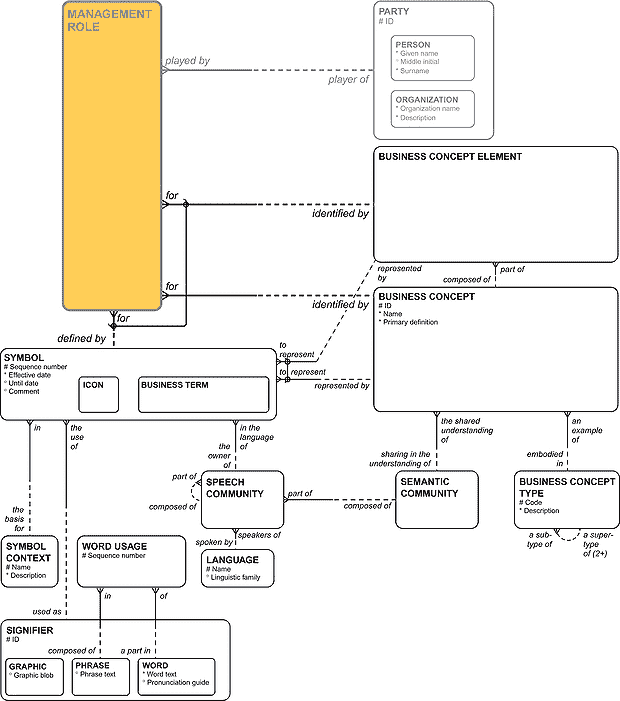 MANAGEMENT
ROLE
PARTY
# ID
PERSON
* Given name
° Middle initial
* Surname
ORGANIZATION
* Organization name
* Description
played by
player of
BUSINESS CONCEPT ELEMENT
for
identified by
represented
by
part of
composed of
for
identified by
BUSINESS CONCEPT
# ID
* Name
* Primary definition
for
defined by
to
represent
to
represent
represented by
SYMBOL
# Sequence number
* Effective date
° Until date
° Comment
ICON
BUSINESS TERM
in
the
use
of
in the
language
of
the
owner
of
the shared
understanding
of
sharing in the
understanding of
an
example
of
embodied
in
part of
composed of
SPEECH
COMMUNITY
part of
composed of
SEMANTIC
COMMUNITY
BUSINESS CONCEPT
TYPE
# Code
* Description
a sub-
type of
a super-
type
of (2+)
the
basis
for
speakers of
spoken by
SYMBOL
CONTEXT
# Name
* Description
WORD USAGE
# Sequence number
LANGUAGE
# Name
° Linguistic family
in
of
used as
composed of
a part in
SIGNIFIER
# ID
GRAPHIC
° Graphic blob
PHRASE
° Phrase text
WORD
* Word text
° Pronunciation guide